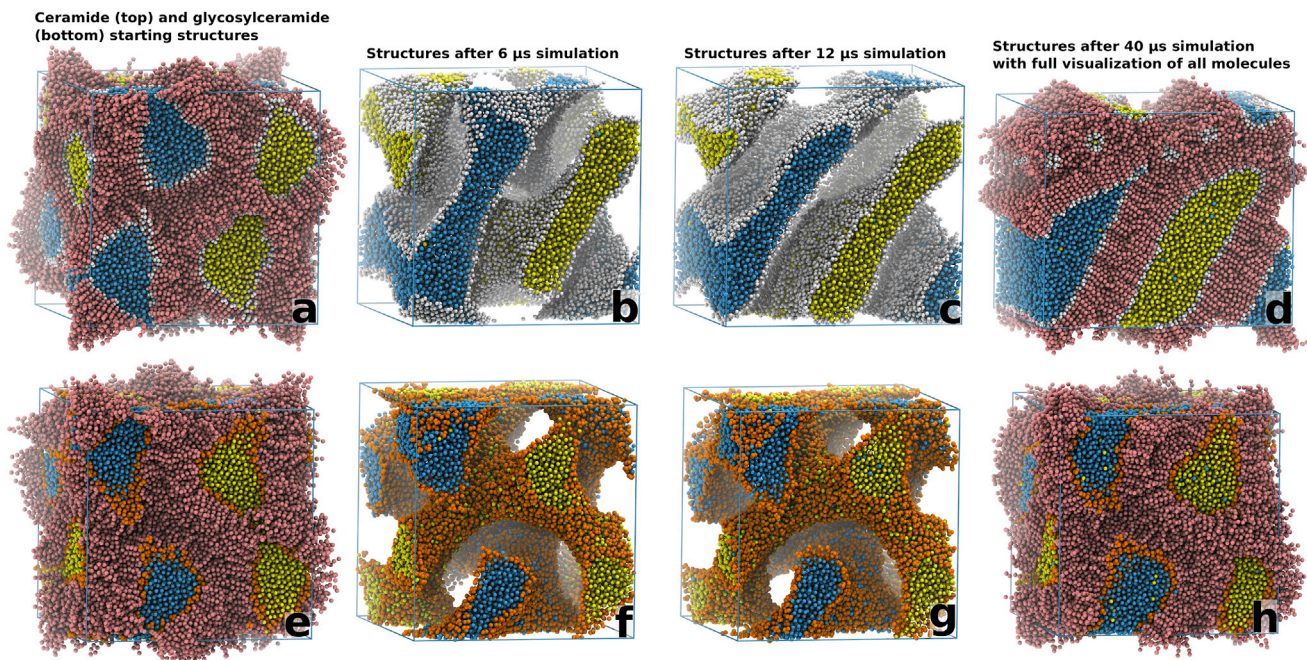 Ceramide (top) and glycosylceramide
(bottom) starting structures
Structures after 6 µs simulation
Structures after 12 µs simulation
Structures after 40 µs simulation
with full visualization of all molecules
a
b
c
d
e
f
g
h